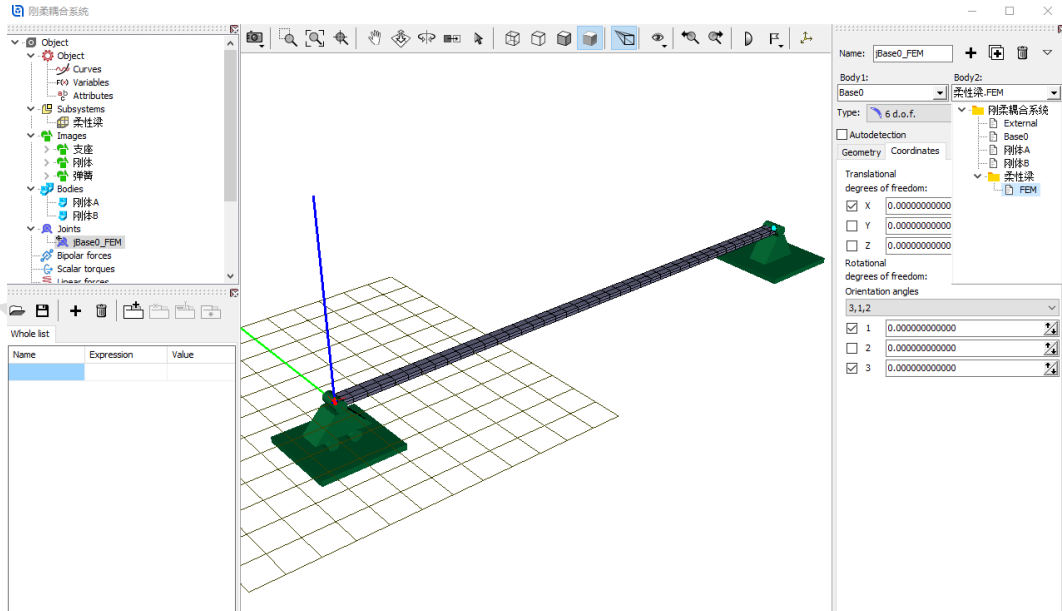 刚柔耦合系统
Object
Object
Curves
F(x) Variables
a b c Attributes
Subsystems
柔性梁
Images
支座
刚体
弹簧
Bodies
刚体A
刚体B
Joints
jBase0_FEM
Bipolar forces
Scalar torques
Linear forces
Whole list
Name Expression Value
Name: jBase0_FEM
Body1: Body2:
Base0 柔性梁.FEM
Type: 6 d.o.f.
Autodetection
Geometry Coordinates
Translational
degrees of freedom:
X 0.00000000000
Y 0.00000000000
Z 0.00000000000
Rotational
degrees of freedom:
Orientation angles
3,1,2
1 0.000000000000
2 0.000000000000
3 0.000000000000
刚柔耦合系统
External
Base0
刚体A
刚体B
柔性梁
FEM